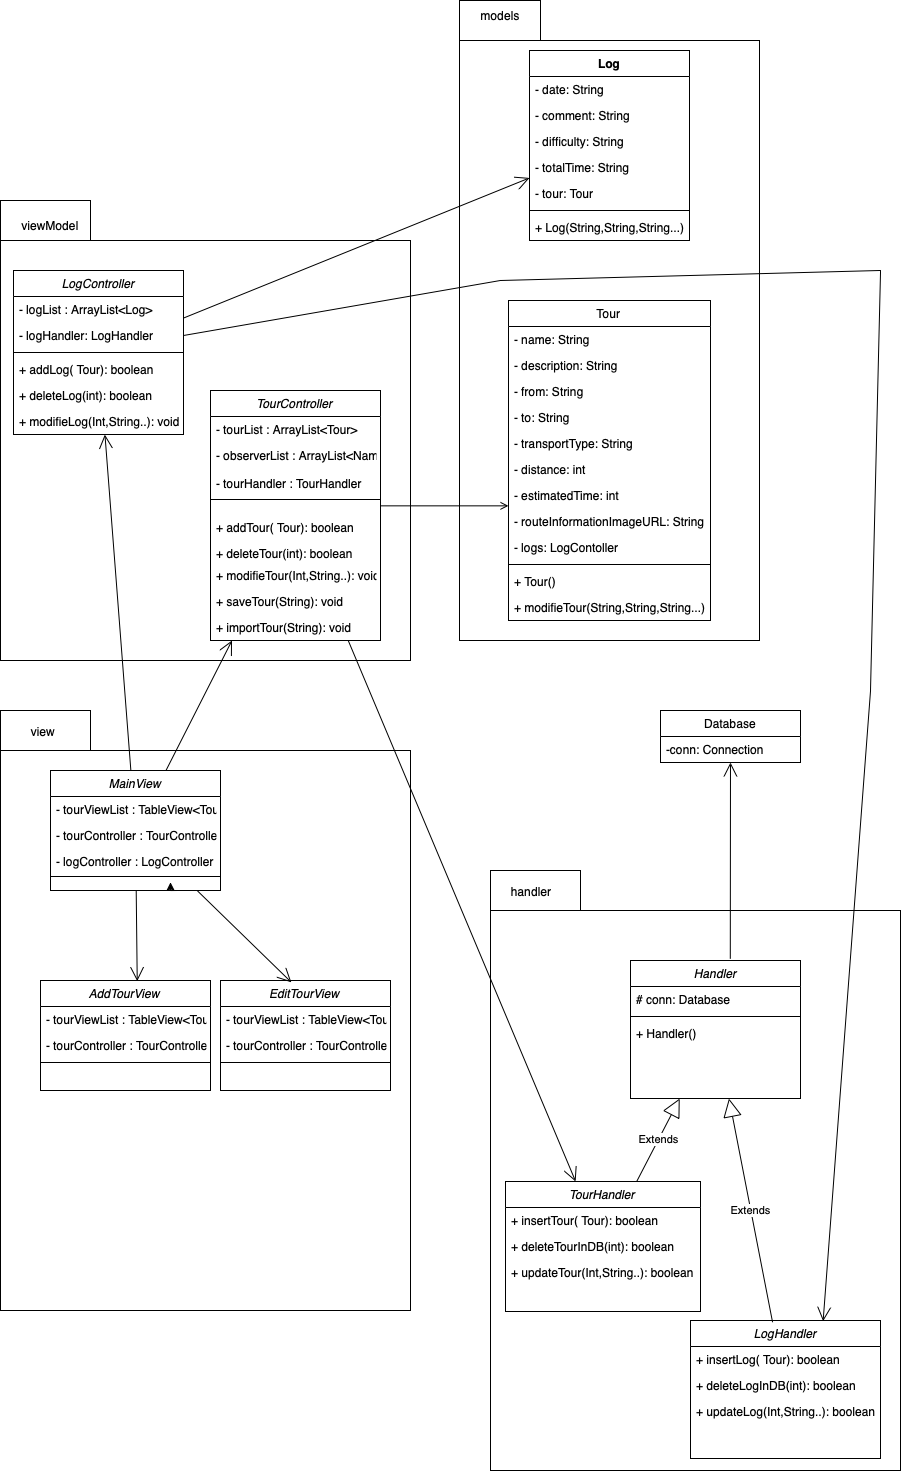 models
Log
- date: String
- comment: String
- difficulty: String
- totalTime: String
- tour: Tour
+ Log(String,String,String...)
viewModel
LogController
- logList : ArrayList<Log>
- logHandler: LogHandler
+ addLog( Tour): boolean
+ deleteLog(int): boolean
+ modifieLog(Int,String..): void
TourController
- tourList : ArrayList<Tour>
- observerList : ArrayList<Nam
- tourHandler : TourHandler
+ addTour( Tour): boolean
+ deleteTour(int): boolean
+ modifieTour(Int,String..): void
+ saveTour(String): void
+ importTour(String): void
Tour
- name: String
- description: String
- from: String
- to: String
- transportType: String
- distance: int
- estimatedTime: int
- routeInformationImageURL: String
- logs: LogContoller
+ Tour()
+ modifieTour(String,String,String...)
view
MainView
- tourViewList : TableView<Tou
- tourController : TourControlle
- logController : LogController
AddTourView
- tourViewList : TableView<Tou
- tourController : TourControlle
EditTourView
- tourViewList : TableView<Tou
- tourController : TourControlle
Database
-conn: Connection
handler
Handler
# conn: Database
+ Handler()
Extends
Extends
TourHandler
+ insertTour( Tour): boolean
+ deleteTourInDB(int): boolean
+ updateTour(Int,String..): boolean
LogHandler
+ insertLog( Tour): boolean
+ deleteLogInDB(int): boolean
+ updateLog(Int,String..): boolean